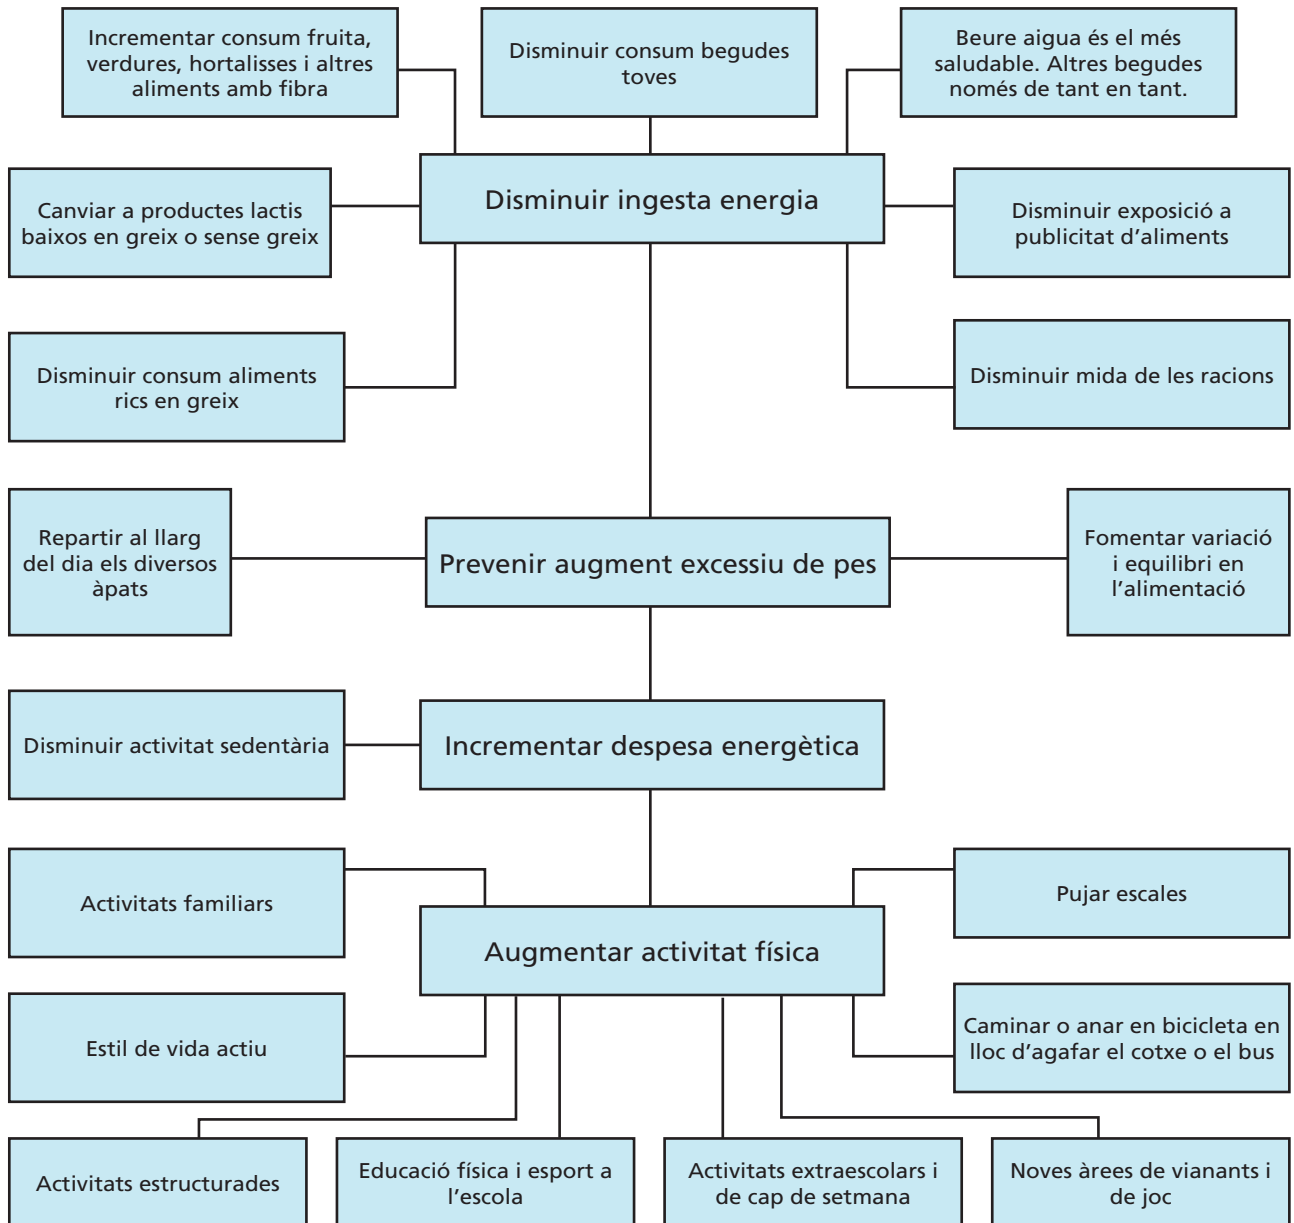 Incrementar consum fruita,
verdures, hortalisses i altres
aliments amb fibra
Disminuir consum begudes
toves
Beure aigua és el més
saludable. Altres begudes
només de tant en tant.
Disminuir ingesta energia
Canviar a productes lactis
baixos en greix o sense greix
Disminuir exposició a
publicitat d’aliments
Disminuir consum aliments
rics en greix
Disminuir mida de les racions
Repartir al llarg
del dia els diversos
àpats
Prevenir augment excessiu de pes
Fomentar variació
i equilibri en
l’alimentació
Disminuir activitat sedentària
Incrementar despesa energètica
Activitats familiars
Pujar escales
Augmentar activitat física
Estil de vida actiu
Caminar o anar en bicicleta en
lloc d’agafar el cotxe o el bus
Activitats estructurades
Educació física i esport a
l’escola
Activitats extraescolars i
de cap de setmana
Noves àrees de vianants i
de joc